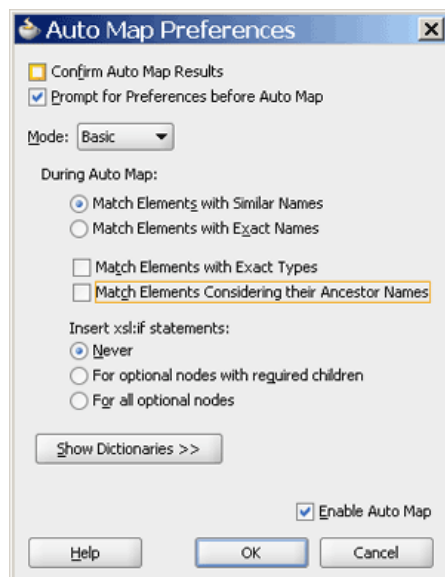 Auto Map Preferences
Confirm Auto Map Results
Prompt for Preferences before Auto Map
Mode: Basic
During Auto Map:
Match Elements with Similar Names
Match Elements with Exact Names
Match Elements with Exact Types
Match Elements Considering their Ancestor Names
Insert xsl:if statements:
Never
For optional nodes with required children
For all optional nodes
Show Dictionaries >>
Enable Auto Map
Help OK Cancel